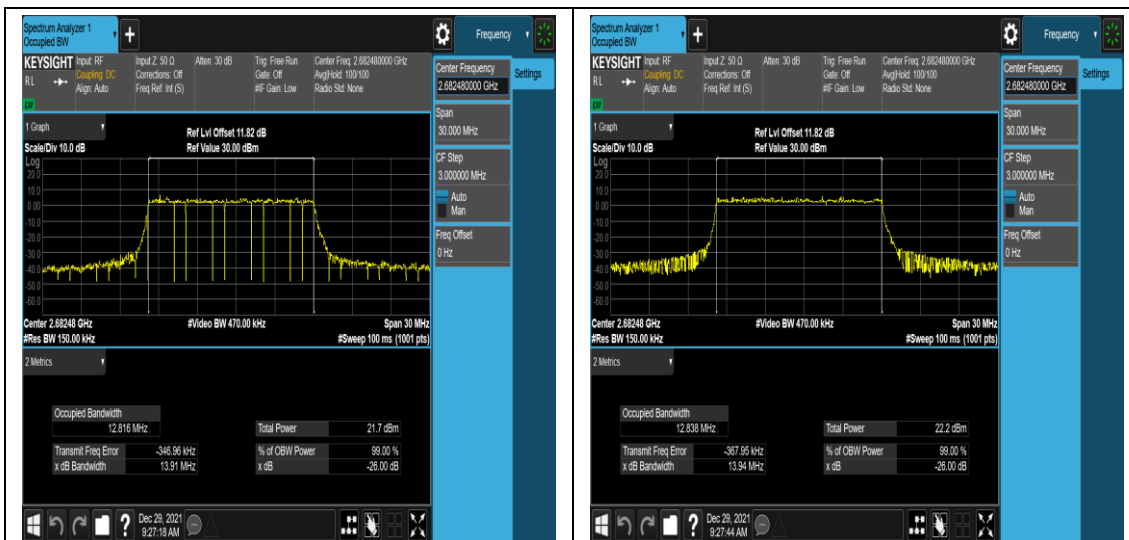 Spectrum Analyzer 1
Occupied BW
+
Frequency
KEYSIGHT
RL
LXI
Input: RF
Coupling: DC
Align: Auto
Input Z: 50 Ω
Corrections: Off
Freq Ref: Int (S)
Atten: 30 dB
Trig: Free Run
Gate: Off
#IF Gain: Low
Center Freq: 2.682480000 GHz
Avg|Hold: 100/100
Radio Std: None
Center Frequency
2.682480000 GHz
Settings
Span
30.000 MHz
CF Step
3.000000 MHz
Auto
Man
Freq Offset
0 Hz
1 Graph
Scale/Div 10.0 dB
Ref Lvl Offset 11.82 dB
Ref Value 30.00 dBm
Log
20.0
10.0
0.00
-10.0
-20.0
-30.0
-40.0
-50.0
-60.0
Center 2.68248 GHz
#Res BW 150.00 kHz
#Video BW 470.00 kHz
Span 30 MHz
#Sweep 100 ms (1001 pts)
2 Metrics
Occupied Bandwidth
12.816 MHz
Total Power 21.7 dBm
Transmit Freq Error -346.96 kHz
% of OBW Power 99.00 %
x dB Bandwidth 13.91 MHz
x dB -26.00 dB
?
Dec 29, 2021
9:27:18 AM
Spectrum Analyzer 1
Occupied BW
+
Frequency
KEYSIGHT
RL
LXI
Input: RF
Coupling: DC
Align: Auto
Input Z: 50 Ω
Corrections: Off
Freq Ref: Int (S)
Atten: 30 dB
Trig: Free Run
Gate: Off
#IF Gain: Low
Center Freq: 2.682480000 GHz
Avg|Hold: 100/100
Radio Std: None
Center Frequency
2.682480000 GHz
Settings
Span
30.000 MHz
CF Step
3.000000 MHz
Auto
Man
Freq Offset
0 Hz
1 Graph
Scale/Div 10.0 dB
Ref Lvl Offset 11.82 dB
Ref Value 30.00 dBm
Log
20.0
10.0
0.00
-10.0
-20.0
-30.0
-40.0
-50.0
-60.0
Center 2.68248 GHz
#Res BW 150.00 kHz
#Video BW 470.00 kHz
Span 30 MHz
#Sweep 100 ms (1001 pts)
2 Metrics
Occupied Bandwidth
12.838 MHz
Total Power 22.2 dBm
Transmit Freq Error -367.95 kHz
% of OBW Power 99.00 %
x dB Bandwidth 13.94 MHz
x dB -26.00 dB
?
Dec 29, 2021
9:27:44 AM